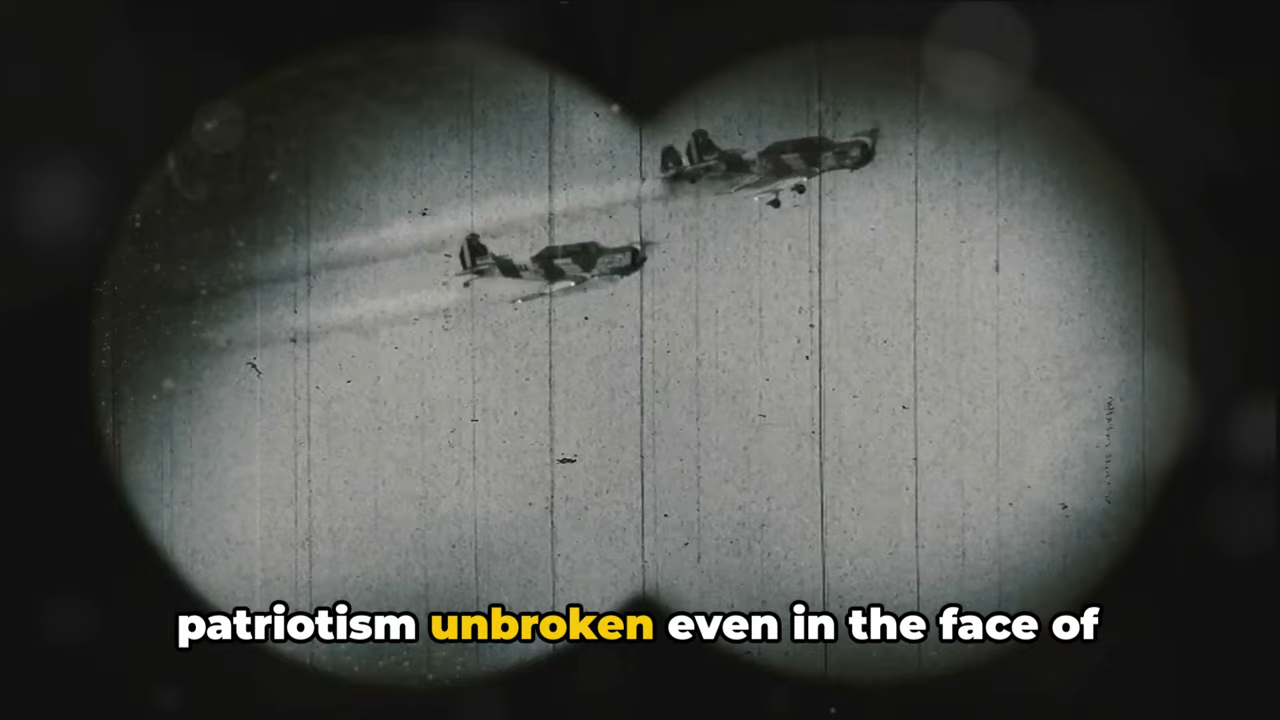 patriotism unbroken even in the face of